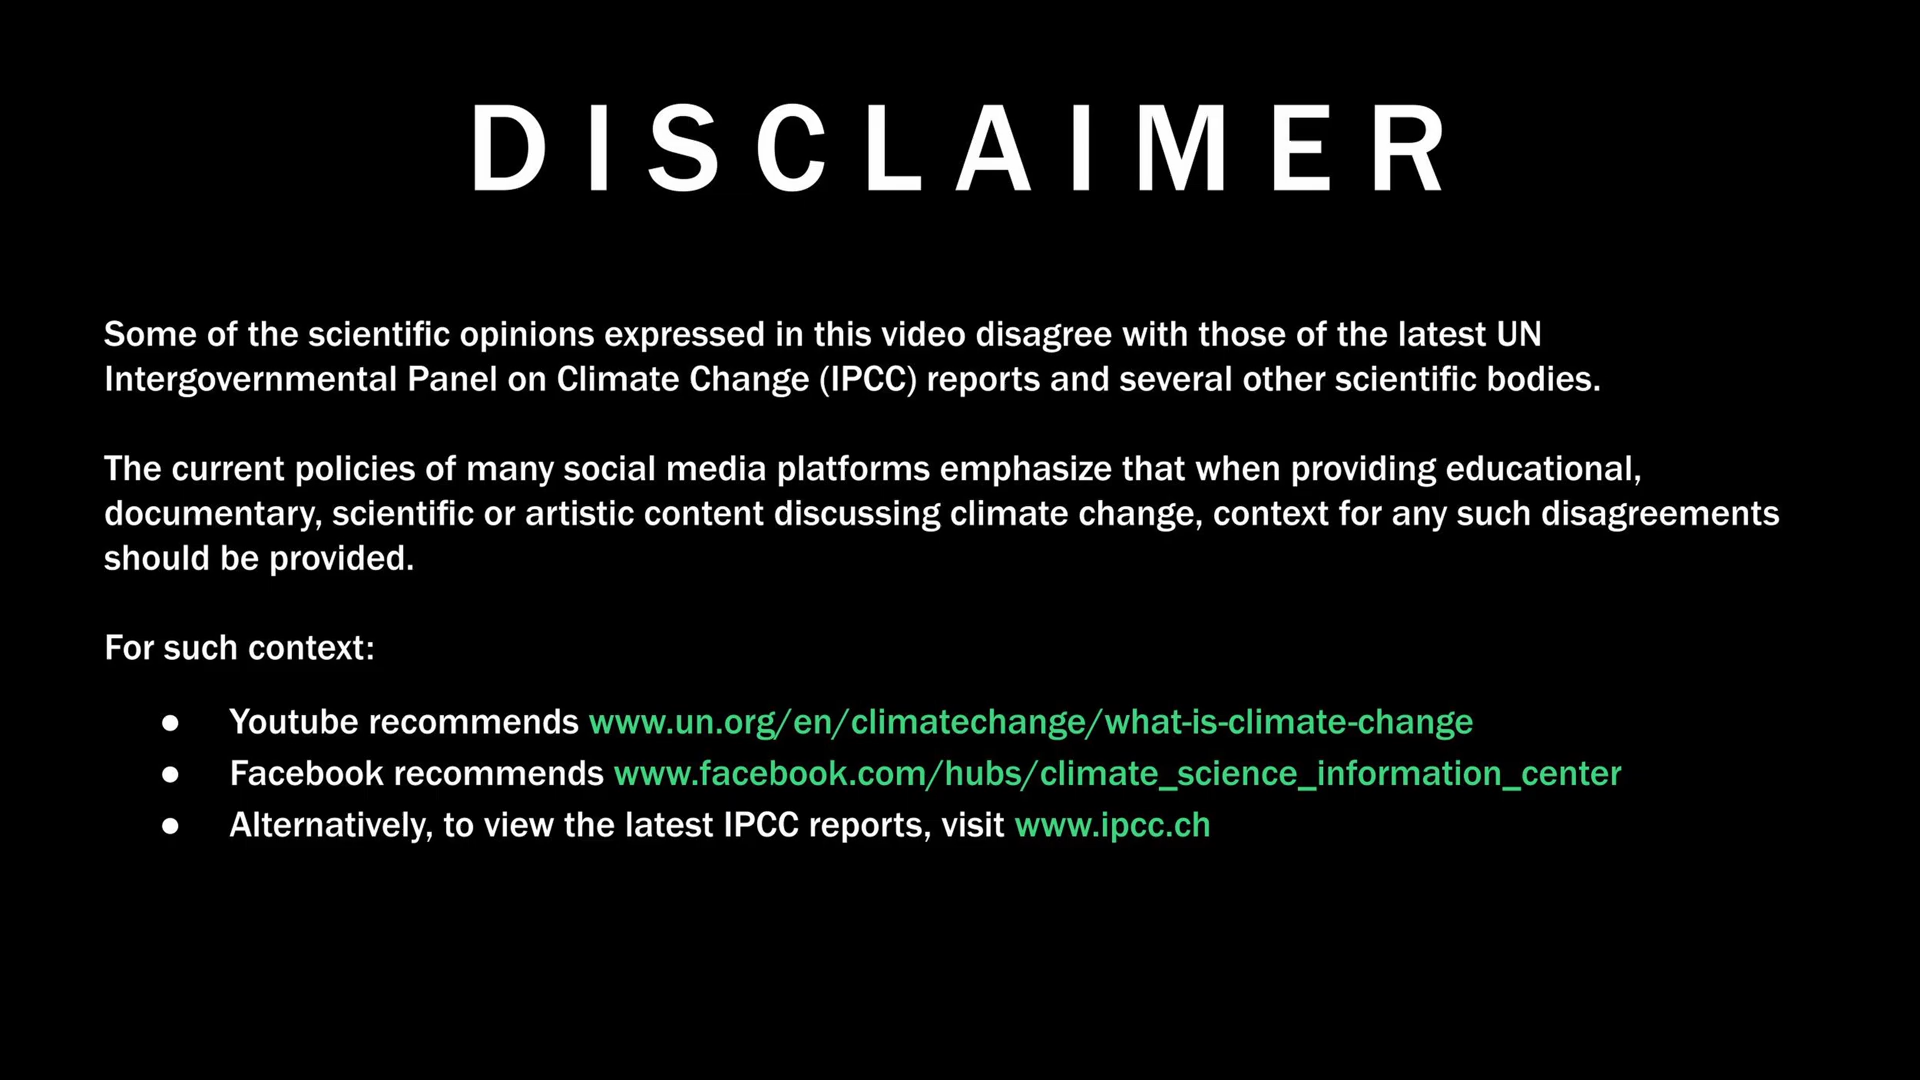 DISCLAIMER
Some of the scientific opinions expressed in this video disagree with those of the latest UN
Intergovernmental Panel on Climate Change (IPCC) reports and several other scientific bodies.
The current policies of many social media platforms emphasize that when providing educational,
documentary, scientific or artistic content discussing climate change, context for any such disagreements
should be provided.
For such context:
● Youtube recommends www.un.org/en/climatechange/what-is-climate-change
● Facebook recommends www.facebook.com/hubs/climate_science_information_center
● Alternatively, to view the latest IPCC reports, visit www.ipcc.ch